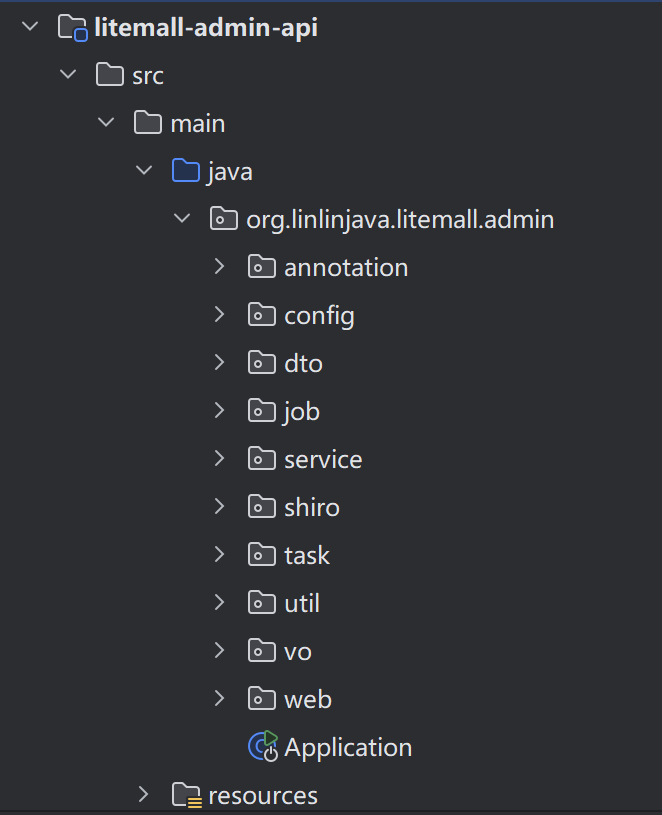 litemall-admin-api
src
main
java
org.linlinjava.litemall.admin
annotation
config
dto
job
service
shiro
task
util
vo
web
Application
resources